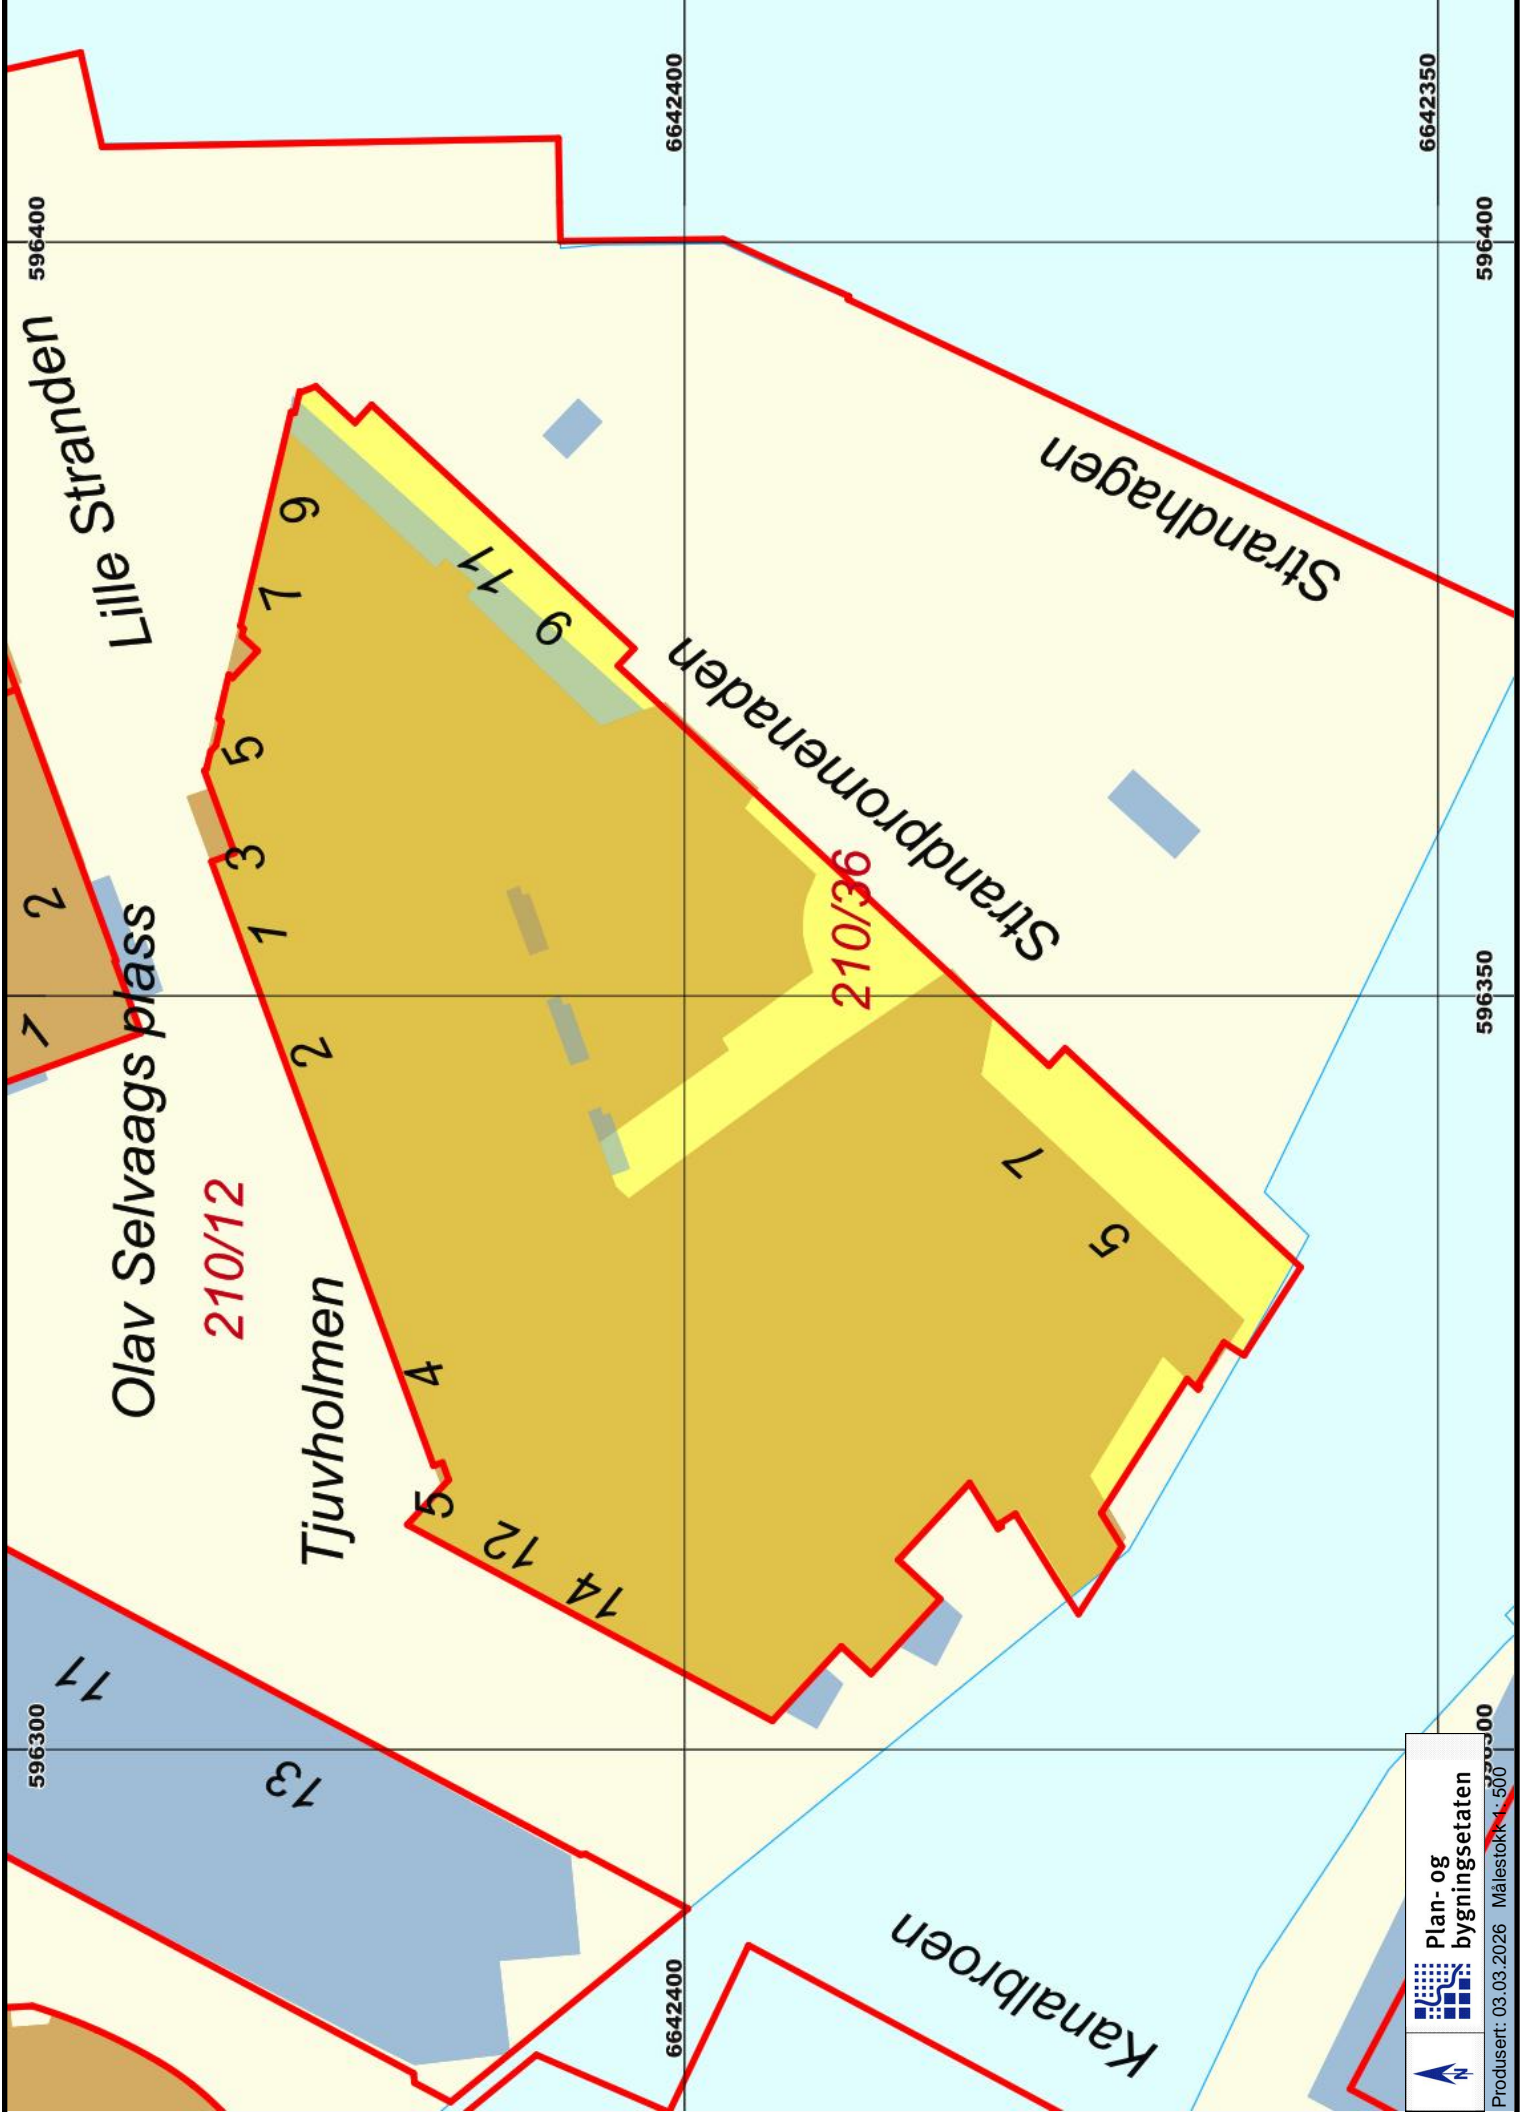 596300
1
2
Lille Stranden
596400
11
Olav Selvaags plass
210/12
13
Tjuvholmen
2
1
3
5
7
9
4
5
12
14
11
9
6642400
6642400
Strandpromenaden
210/36
Kanalbroen
7
5
Strandhagen
6642350
596300
596350
596400
Plan- og
bygningsetaten
N
Produsert: 03.03.2026 Målestokk 1: 500